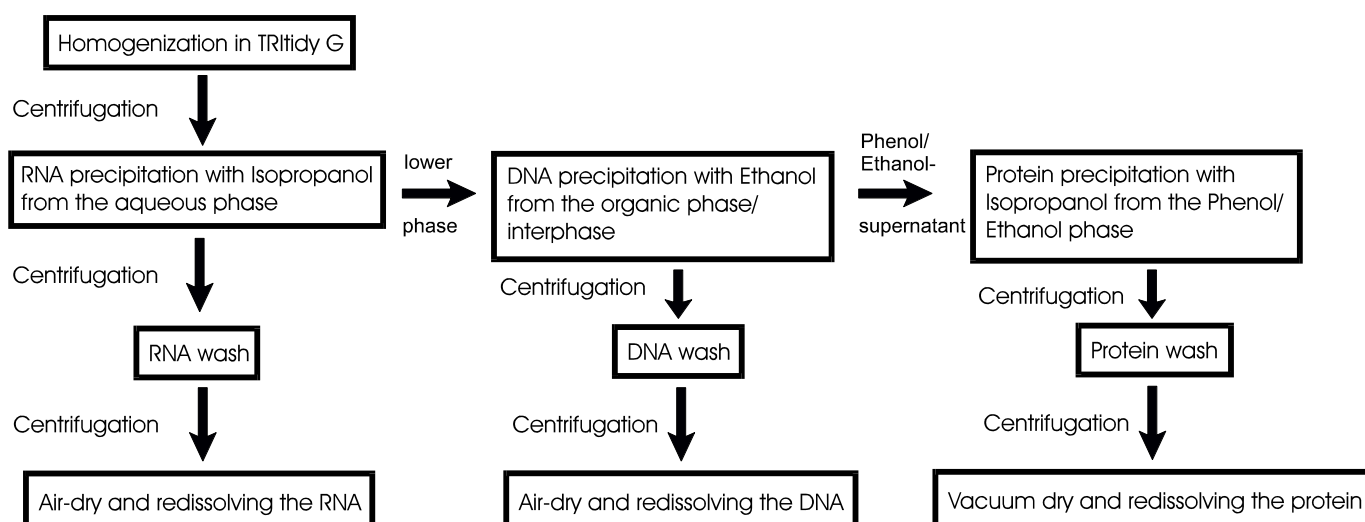 Homogenization in TRItidy G
Centrifugation
RNA precipitation with Isopropanol
from the aqueous phase
lower
phase
DNA precipitation with Ethanol
from the organic phase/
interphase
Phenol/
Ethanol-
supernatant
Protein precipitation with
Isopropanol from the Phenol/
Ethanol phase
Centrifugation
Centrifugation
Centrifugation
RNA wash
DNA wash
Protein wash
Centrifugation
Centrifugation
Centrifugation
Air-dry and redissolving the RNA
Air-dry and redissolving the DNA
Vacuum dry and redissolving the protein